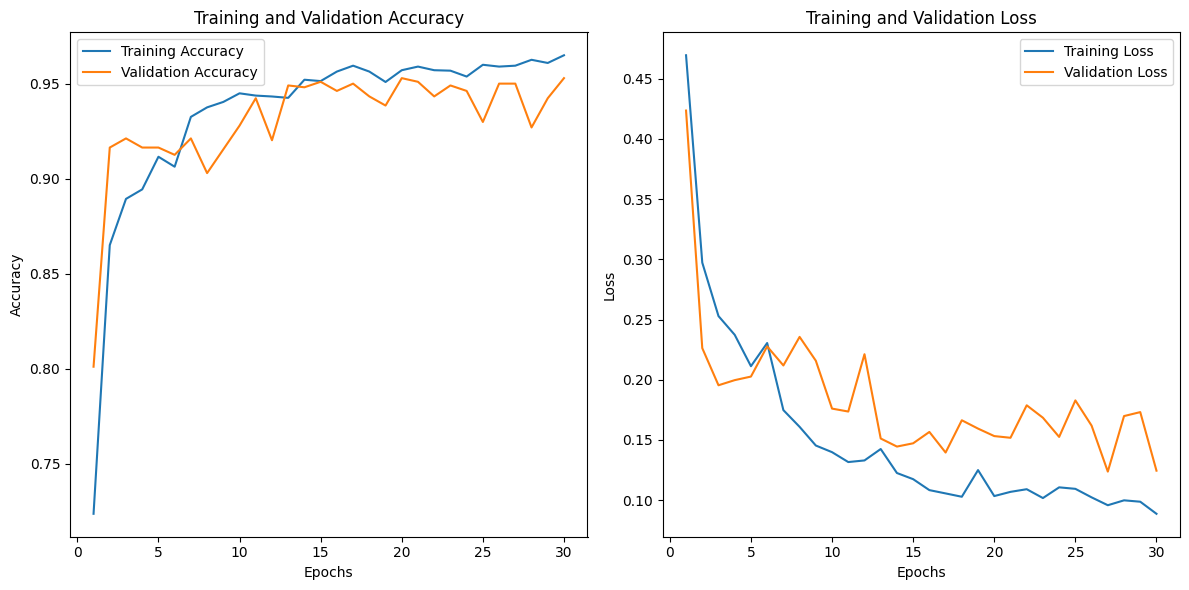 Training and Validation Accuracy
Training Accuracy
Validation Accuracy
0.95
0.90
0.85
0.80
0.75
Accuracy
0 5 10 15 20 25 30
Epochs
Training and Validation Loss
Training Loss
Validation Loss
0.45
0.40
0.35
0.30
0.25
0.20
0.15
0.10
Loss
0 5 10 15 20 25 30
Epochs